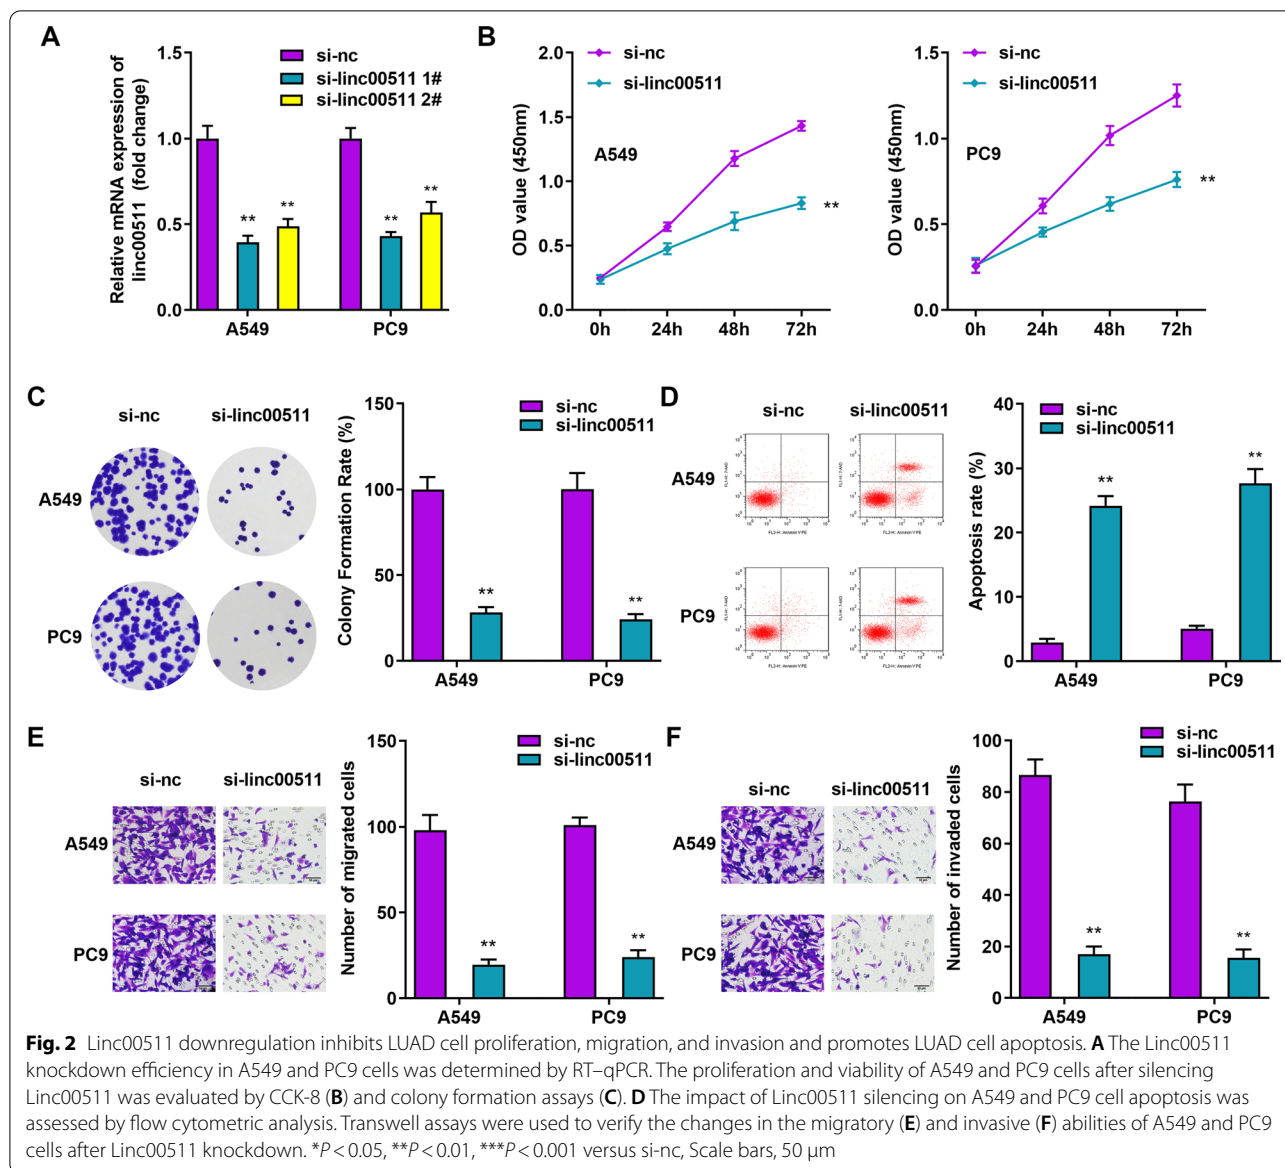 A
Relative mRNA expression of
linc00511 (fold change)
1.5
1.0
0.5
0.0
si-nc
si-linc00511 1#
si-linc00511 2#
**
**
**
**
A549
PC9
B
OD value (450nm)
2.0
1.5
1.0
0.5
0.0
si-nc
si-linc00511
A549
**
0h
24h
48h
72h
OD value (450nm)
1.5
1.0
0.5
0.0
si-nc
si-linc00511
PC9
**
0h
24h
48h
72h
C
si-nc
si-linc00511
A549
PC9
Colony Formation Rate (%)
150
100
50
0
si-nc
si-linc00511
**
**
A549
PC9
D
si-nc
si-linc00511
A549
PC9
FL2-H: Annexin V PE
FL2-H: Annexin V PE
FL2-H: Annexin V PE
FL2-H: Annexin V PE
Apoptosis rate (%)
40
30
20
10
0
si-nc
si-linc00511
**
**
A549
PC9
E
si-nc
si-linc00511
A549
PC9
Number of migrated cells
150
100
50
0
si-nc
si-linc00511
**
**
A549
PC9
F
si-nc
si-linc00511
A549
PC9
Number of invaded cells
100
80
60
40
20
0
si-nc
si-linc00511
**
**
A549
PC9
Fig. 2 Linc00511 downregulation inhibits LUAD cell proliferation, migration, and invasion and promotes LUAD cell apoptosis. A The Linc00511
knockdown efficiency in A549 and PC9 cells was determined by RT–qPCR. The proliferation and viability of A549 and PC9 cells after silencing
Linc00511 was evaluated by CCK-8 (B) and colony formation assays (C). D The impact of Linc00511 silencing on A549 and PC9 cell apoptosis was
assessed by flow cytometric analysis. Transwell assays were used to verify the changes in the migratory (E) and invasive (F) abilities of A549 and PC9
cells after Linc00511 knockdown. *P < 0.05, **P < 0.01, ***P < 0.001 versus si-nc, Scale bars, 50 μm